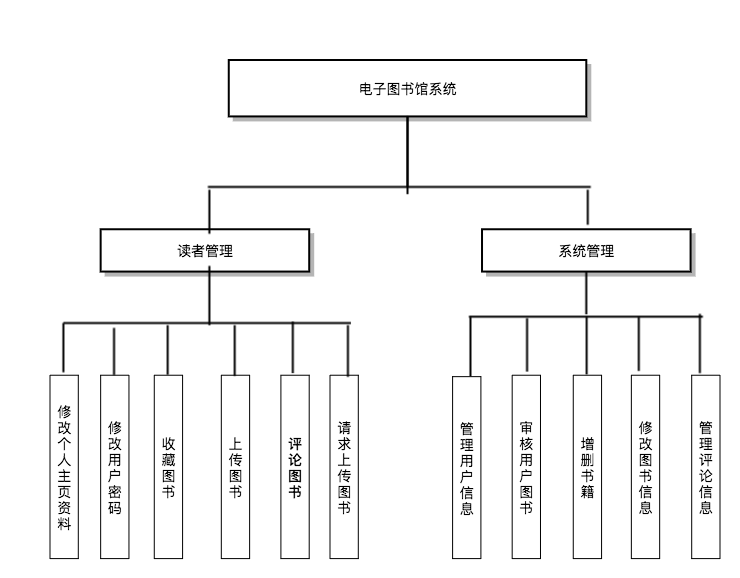 电子图书馆系统
读者管理
系统管理
修改个人主页资料
修改用户密码
收藏图书
上传图书
评论图书
请求上传图书
管理用户信息
审核用户图书
增删书籍
修改图书信息
管理评论信息